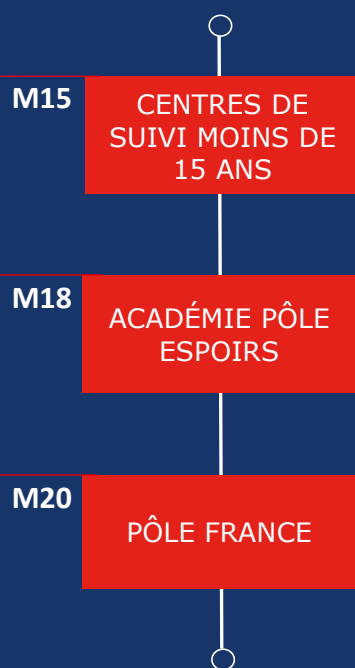 M15
CENTRES DE
SUIVI MOINS DE
15 ANS
M18
ACADÉMIE PÔLE
ESPOIRS
M20
PÔLE FRANCE